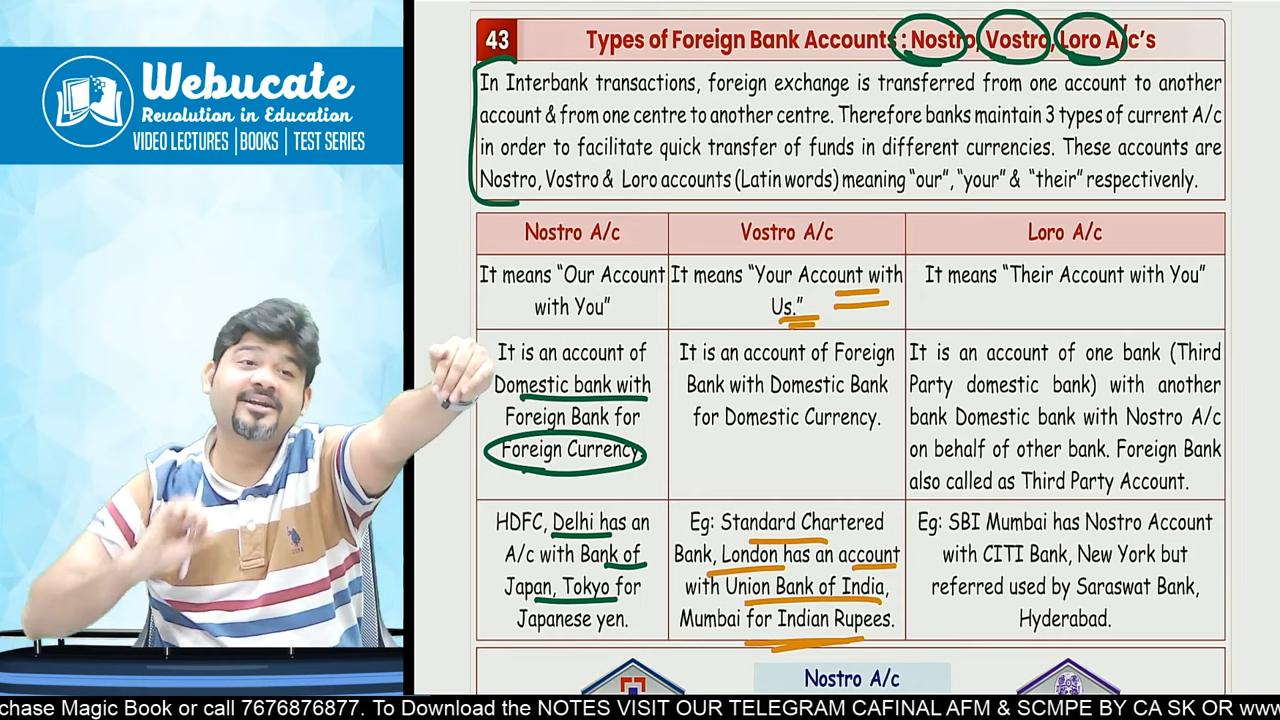 Webucate
Revolution in Education
VIDEO LECTURES | BOOKS | TEST SERIES
43
Types of Foreign Bank Accounts : Nostro, Vostro, Loro A/c's
In Interbank transactions, foreign exchange is transferred from one account to another
account & from one centre to another centre. Therefore banks maintain 3 types of current A/c
in order to facilitate quick transfer of funds in different currencies. These accounts are
Nostro, Vostro & Loro accounts (Latin words) meaning "our", "your" & "their" respectivenly.
Nostro A/c
It means "Our Account
with You"
It is an account of
Domestic bank with
Foreign Bank for
Foreign Currency.
HDFC, Delhi has an
A/c with Bank of
Japan, Tokyo for
Japanese yen.
Vostro A/c
It means "Your Account with
Us."
It is an account of Foreign
Bank with Domestic Bank
for Domestic Currency.
Eg: Standard Chartered
Bank, London has an account
with Union Bank of India,
Mumbai for Indian Rupees.
Loro A/c
It means "Their Account with You"
It is an account of one bank (Third
Party domestic bank) with another
bank Domestic bank with Nostro A/c
on behalf of other bank. Foreign Bank
also called as Third Party Account.
Eg: SBI Mumbai has Nostro Account
with CITI Bank, New York but
referred used by Saraswat Bank,
Hyderabad.
Nostro A/c
chase Magic Book or call 7676876877. To Download the NOTES VISIT OUR TELEGRAM CAFINAL AFM & SCMPE BY CA SK OR www